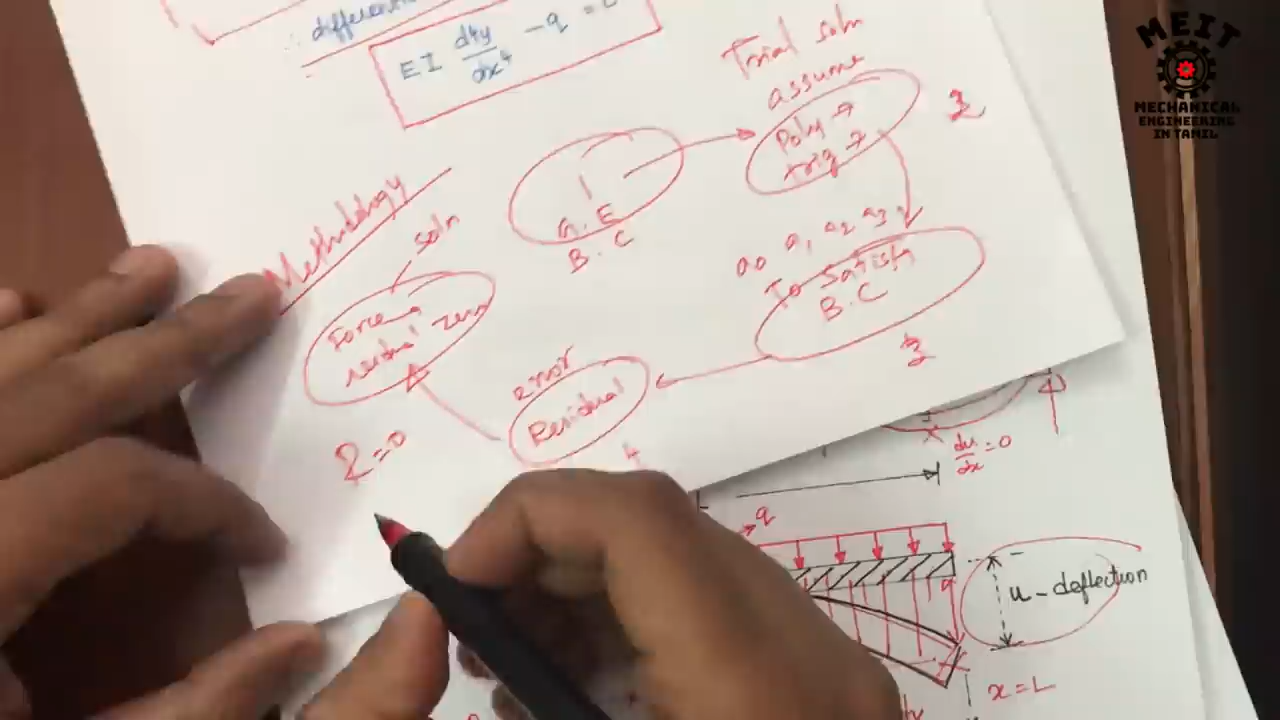 ∴ differenti
EI d⁴y/dx⁴ - q = 0
Trial soln
assume
Poly →
trig →
Methodology
1
G.E
B.C
soln
Force
residual zero
a₀ a₁ a₂ a₃
To satisfy
B.C
3
error
Residual
4
R=0
du/dx = 0
q
u - deflection
x = L
MEIT
MECHANICAL
ENGINEERING
IN TAMIL